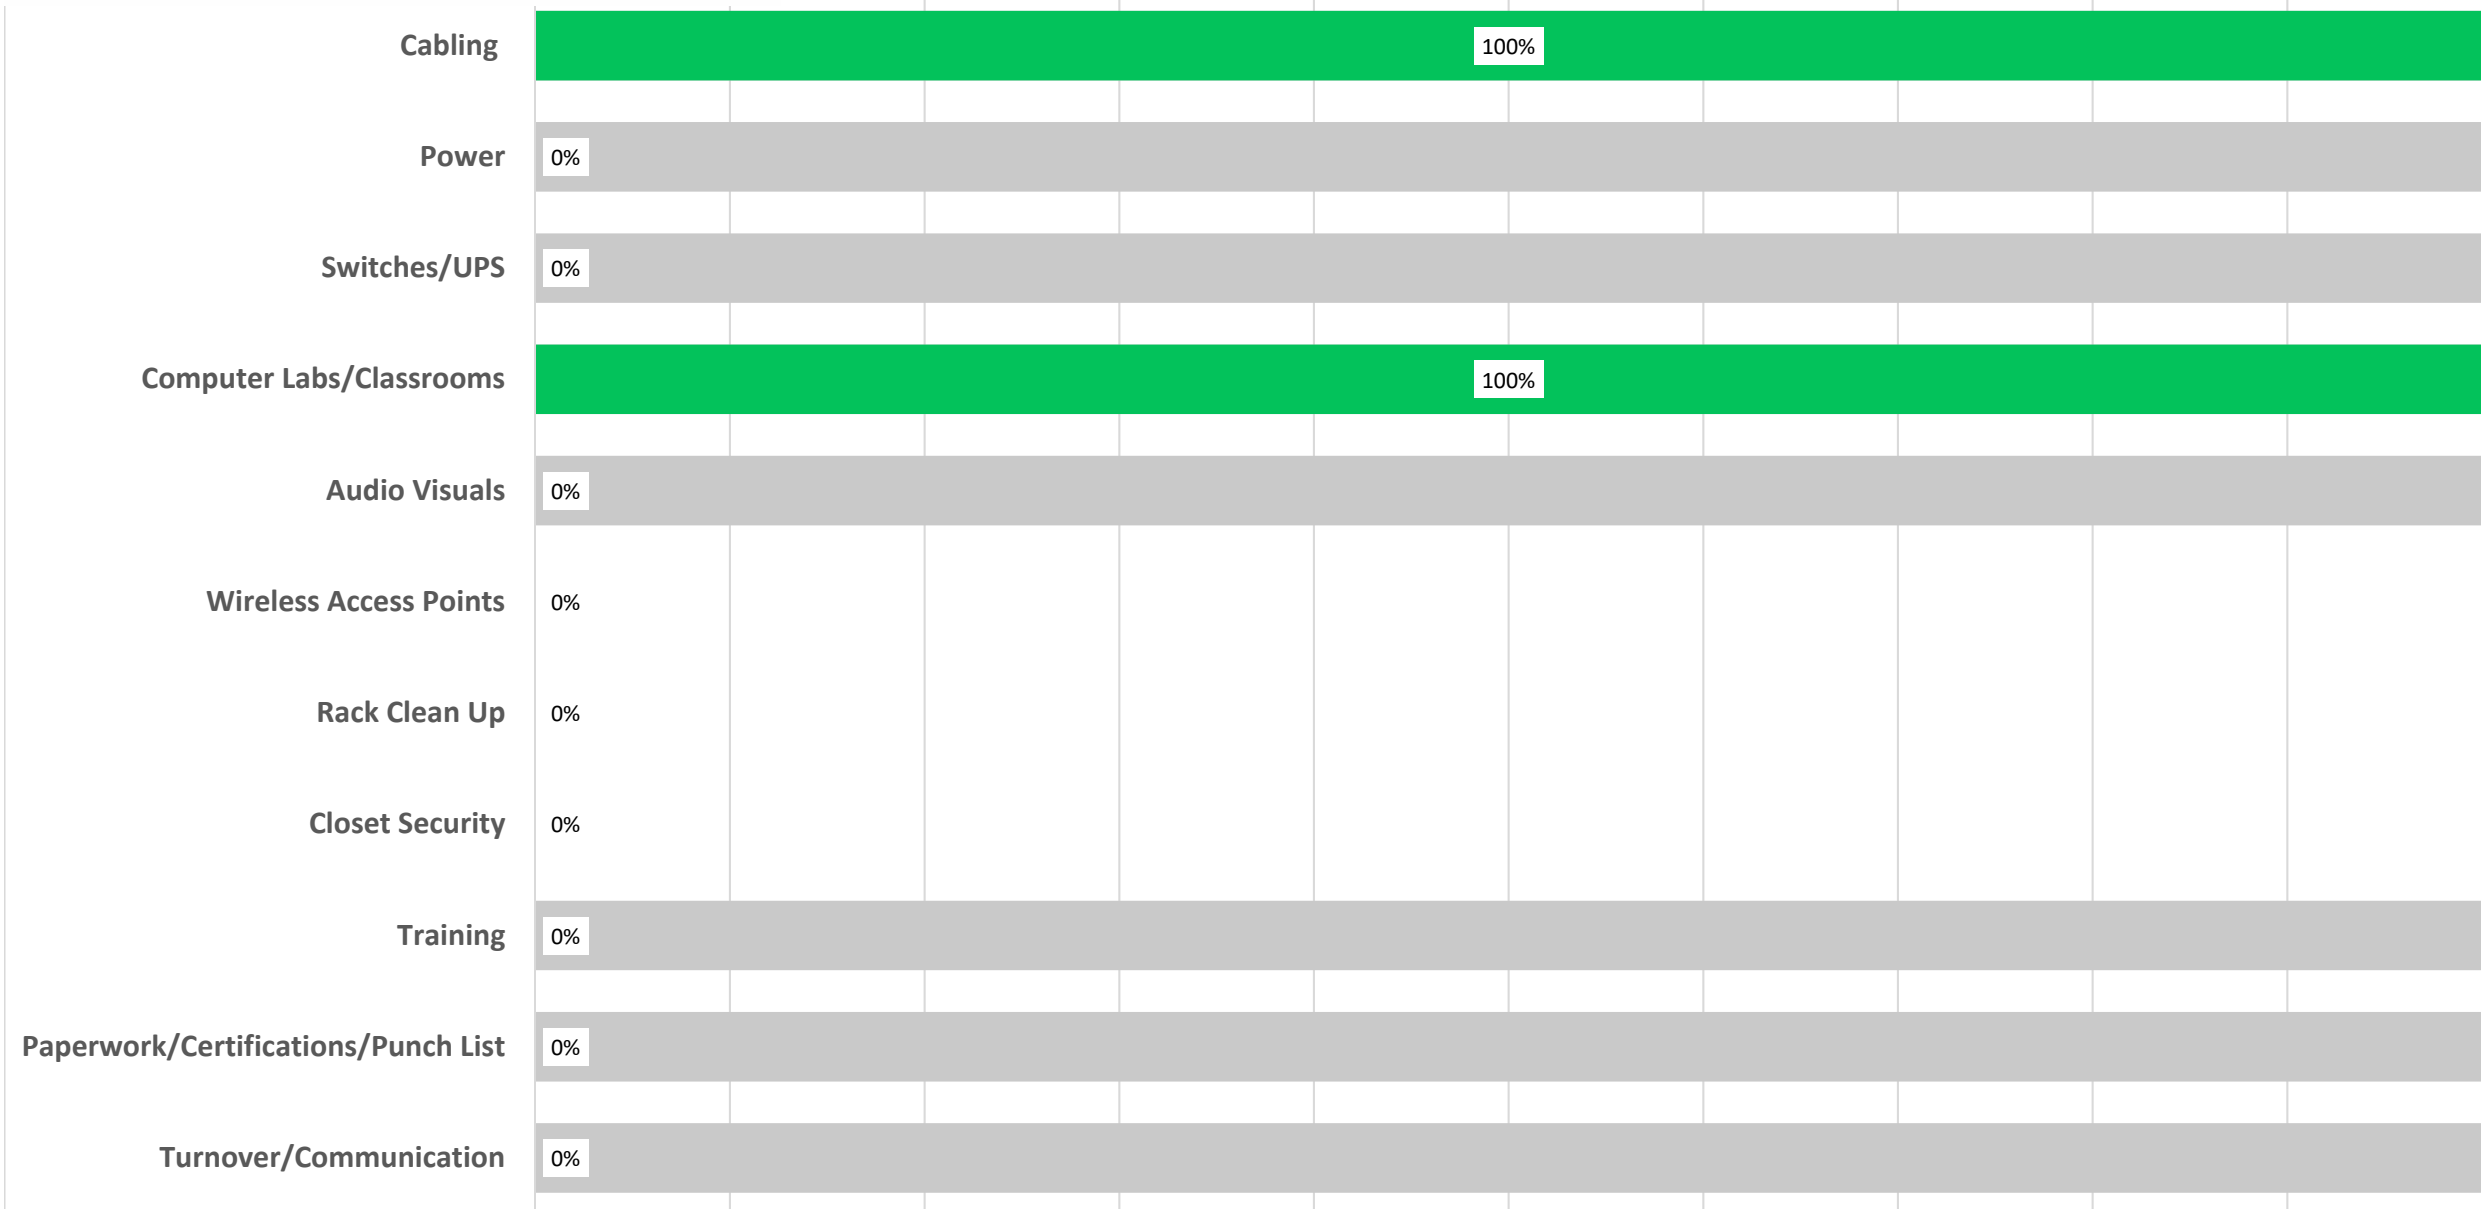 Cabling 100%
Power 0%
Switches/UPS 0%
Computer Labs/Classrooms 100%
Audio Visuals 0%
Wireless Access Points 0%
Rack Clean Up 0%
Closet Security 0%
Training 0%
Paperwork/Certifications/Punch List 0%
Turnover/Communication 0%